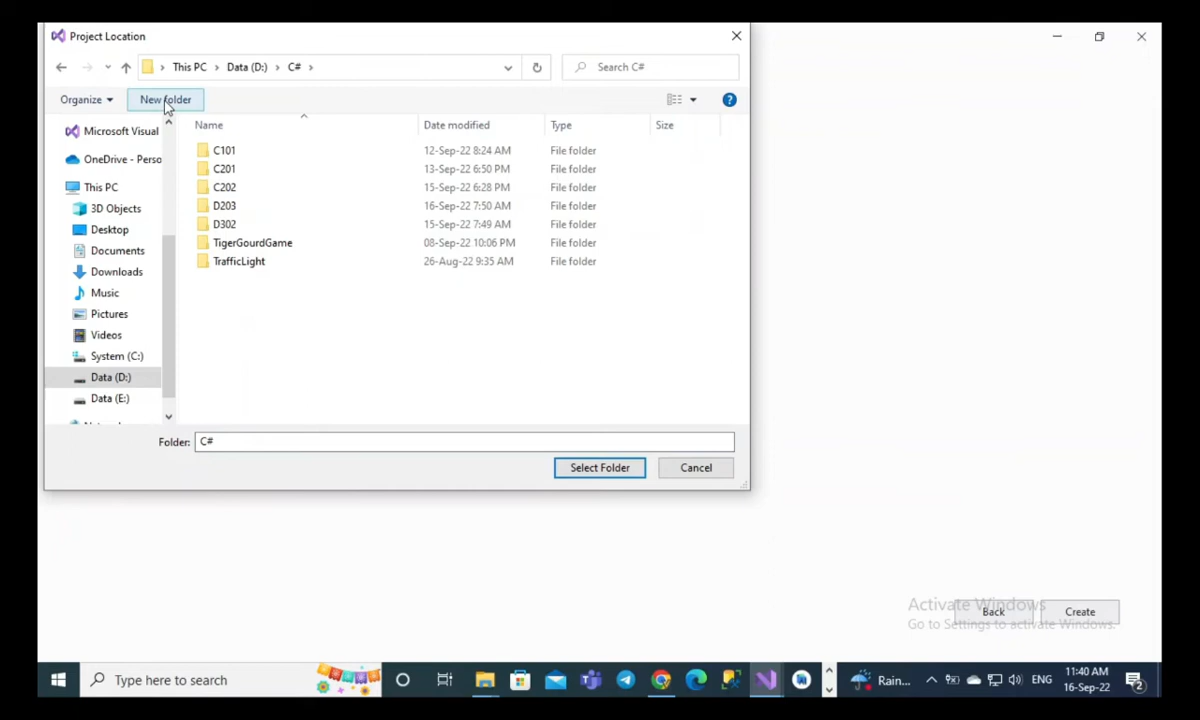 Project Location
This PC > Data (D:) > C# >
Search C#
Organize
New folder
Name
Date modified
Type
Size
Microsoft Visual
OneDrive - Perso
This PC
3D Objects
Desktop
Documents
Downloads
Music
Pictures
Videos
System (C:)
Data (D:)
Data (E:)
C101 12-Sep-22 8:24 AM File folder
C201 13-Sep-22 6:50 PM File folder
C202 15-Sep-22 6:28 PM File folder
D203 16-Sep-22 7:50 AM File folder
D302 15-Sep-22 7:49 AM File folder
TigerGourdGame 08-Sep-22 10:06 PM File folder
TrafficLight 26-Aug-22 9:35 AM File folder
Folder: C#
Select Folder
Cancel
Activate Windows
Go to Settings to activate Windows.
Back
Create
Type here to search
Rain...
ENG
11:40 AM
16-Sep-22
2